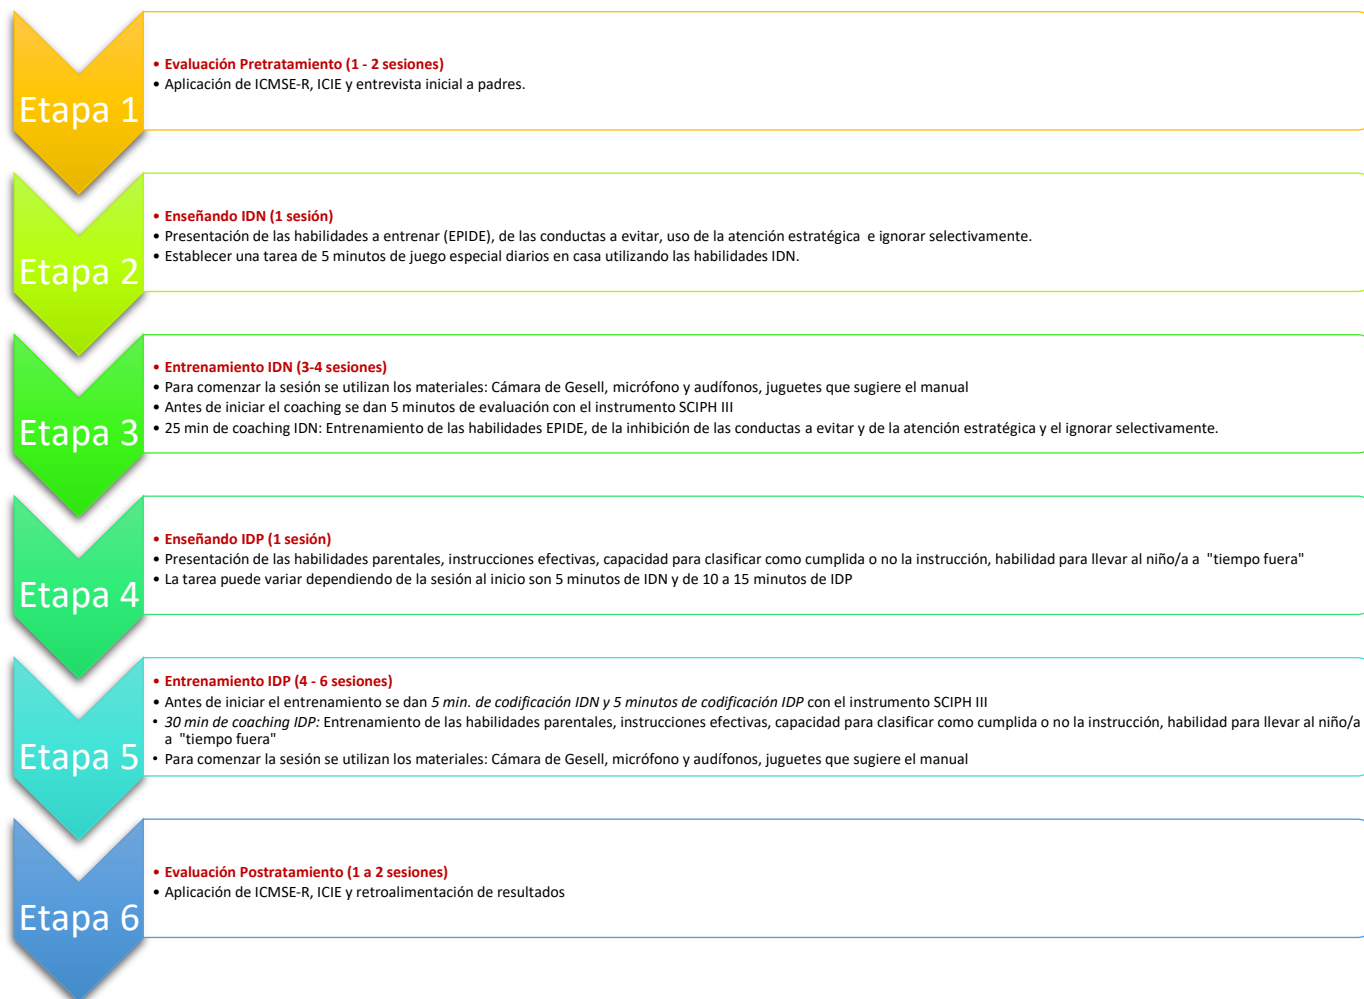 Etapa 1
• Evaluación Pretratamiento (1 - 2 sesiones)
• Aplicación de ICMSE-R, ICIE y entrevista inicial a padres.
Etapa 2
• Enseñando IDN (1 sesión)
• Presentación de las habilidades a entrenar (EPIDE), de las conductas a evitar, uso de la atención estratégica e ignorar selectivamente.
• Establecer una tarea de 5 minutos de juego especial diarios en casa utilizando las habilidades IDN.
Etapa 3
• Entrenamiento IDN (3-4 sesiones)
• Para comenzar la sesión se utilizan los materiales: Cámara de Gesell, micrófono y audífonos, juguetes que sugiere el manual
• Antes de iniciar el coaching se dan 5 minutos de evaluación con el instrumento SCIPH III
• 25 min de coaching IDN: Entrenamiento de las habilidades EPIDE, de la inhibición de las conductas a evitar y de la atención estratégica y el ignorar selectivamente.
Etapa 4
• Enseñando IDP (1 sesión)
• Presentación de las habilidades parentales, instrucciones efectivas, capacidad para clasificar como cumplida o no la instrucción, habilidad para llevar al niño/a a "tiempo fuera"
• La tarea puede variar dependiendo de la sesión al inicio son 5 minutos de IDN y de 10 a 15 minutos de IDP
Etapa 5
• Entrenamiento IDP (4 - 6 sesiones)
• Antes de iniciar el entrenamiento se dan 5 min. de codificación IDN y 5 minutos de codificación IDP con el instrumento SCIPH III
• 30 min de coaching IDP: Entrenamiento de las habilidades parentales, instrucciones efectivas, capacidad para clasificar como cumplida o no la instrucción, habilidad para llevar al niño/a
a "tiempo fuera"
• Para comenzar la sesión se utilizan los materiales: Cámara de Gesell, micrófono y audífonos, juguetes que sugiere el manual
Etapa 6
• Evaluación Postratamiento (1 a 2 sesiones)
• Aplicación de ICMSE-R, ICIE y retroalimentación de resultados